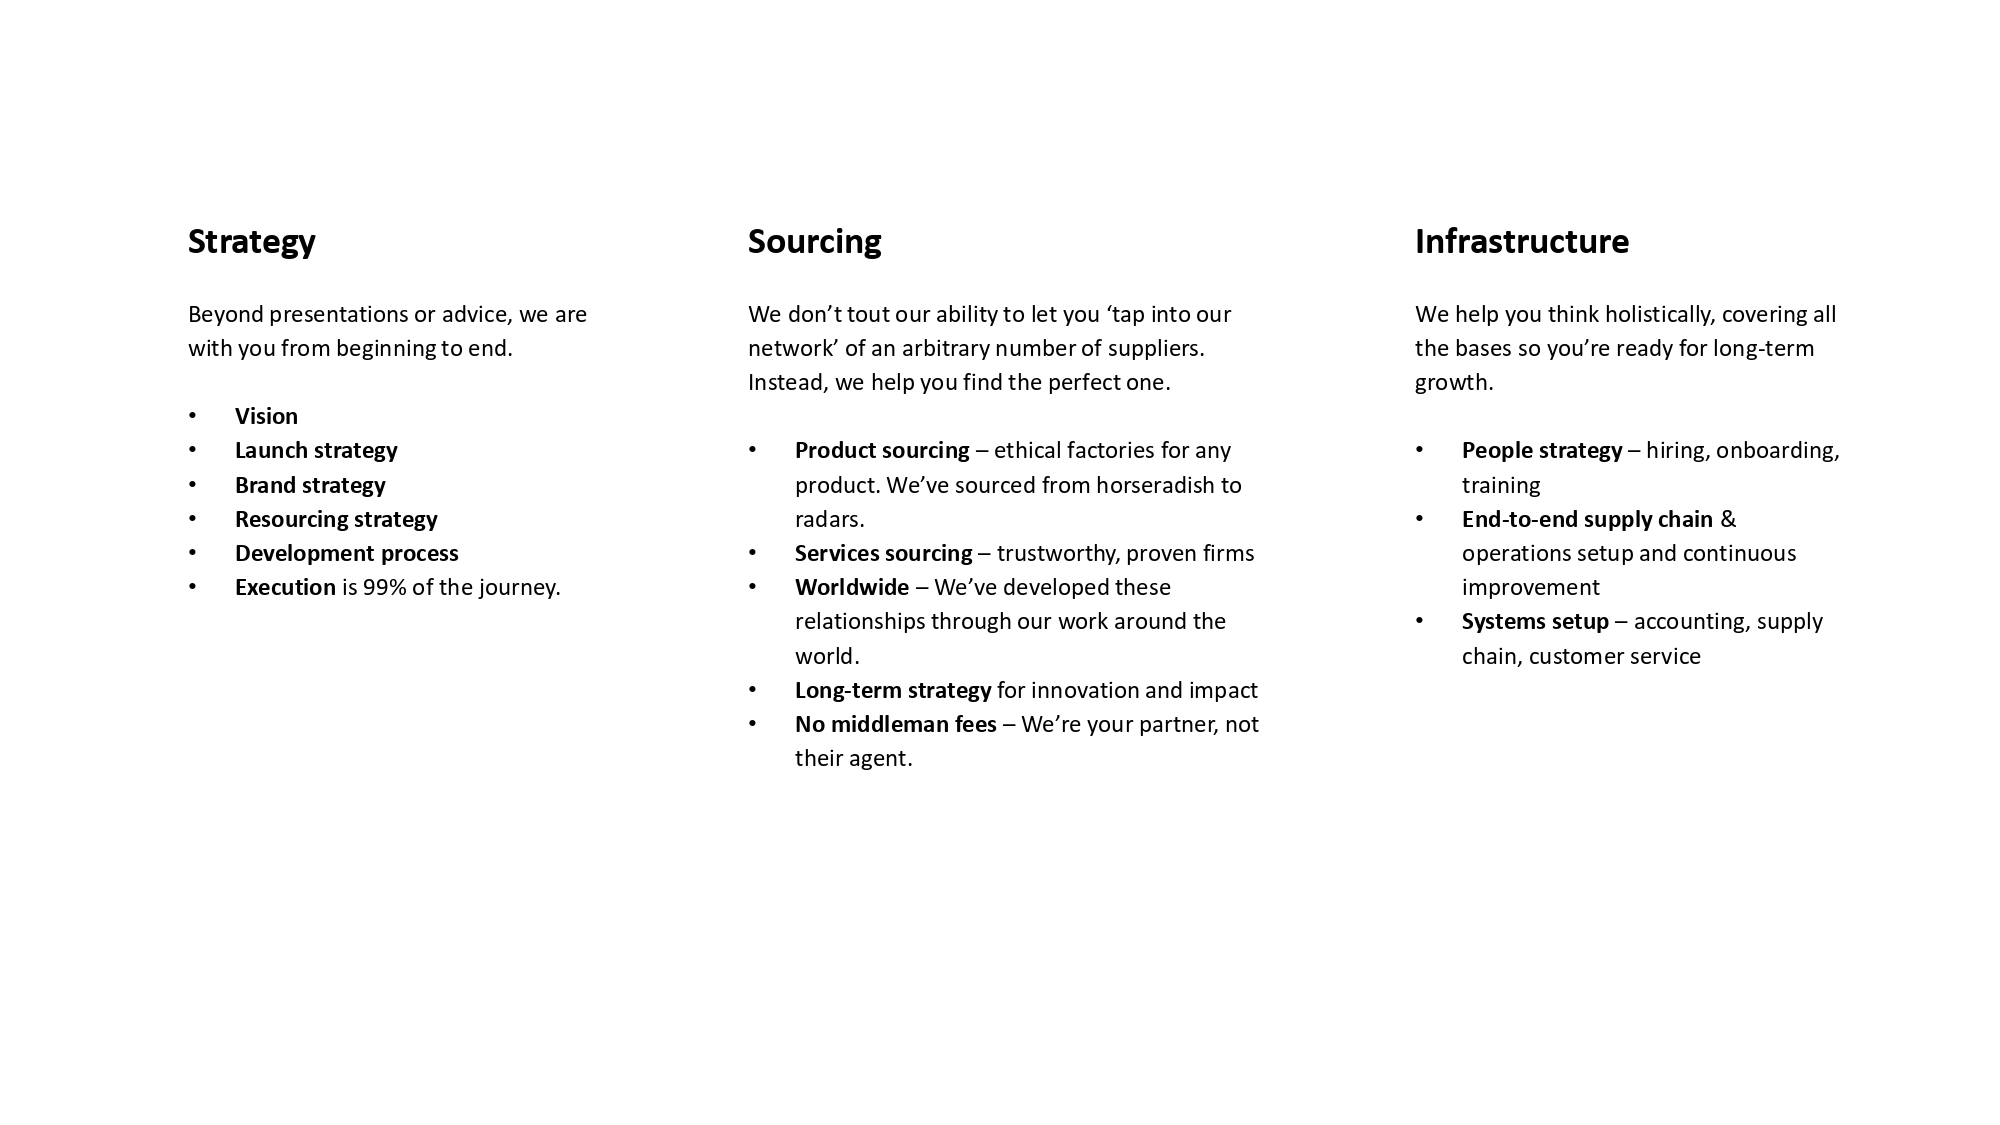 Strategy
Beyond presentations or advice, we are
with you from beginning to end.
• Vision
• Launch strategy
• Brand strategy
• Resourcing strategy
• Development process
• Execution is 99% of the journey.
Sourcing
We don’t tout our ability to let you ‘tap into our
network’ of an arbitrary number of suppliers.
Instead, we help you find the perfect one.
• Product sourcing – ethical factories for any
product. We’ve sourced from horseradish to
radars.
• Services sourcing – trustworthy, proven firms
• Worldwide – We’ve developed these
relationships through our work around the
world.
• Long-term strategy for innovation and impact
• No middleman fees – We’re your partner, not
their agent.
Infrastructure
We help you think holistically, covering all
the bases so you’re ready for long-term
growth.
• People strategy – hiring, onboarding,
training
• End-to-end supply chain &
operations setup and continuous
improvement
• Systems setup – accounting, supply
chain, customer service